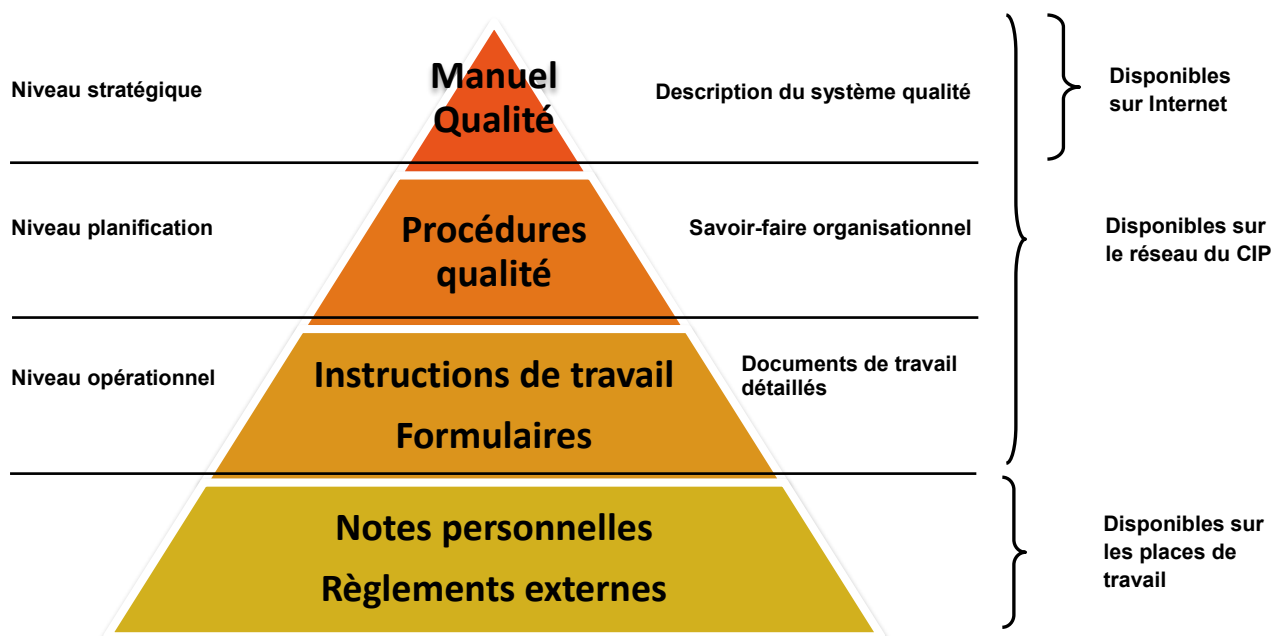 Niveau stratégique
Manuel
Qualité
Description du système qualité
Disponibles
sur Internet
Niveau planification
Procédures
qualité
Savoir-faire organisationnel
Disponibles sur
le réseau du CIP
Niveau opérationnel
Instructions de travail
Formulaires
Documents de travail
détaillés
Notes personnelles
Règlements externes
Disponibles sur
les places de
travail